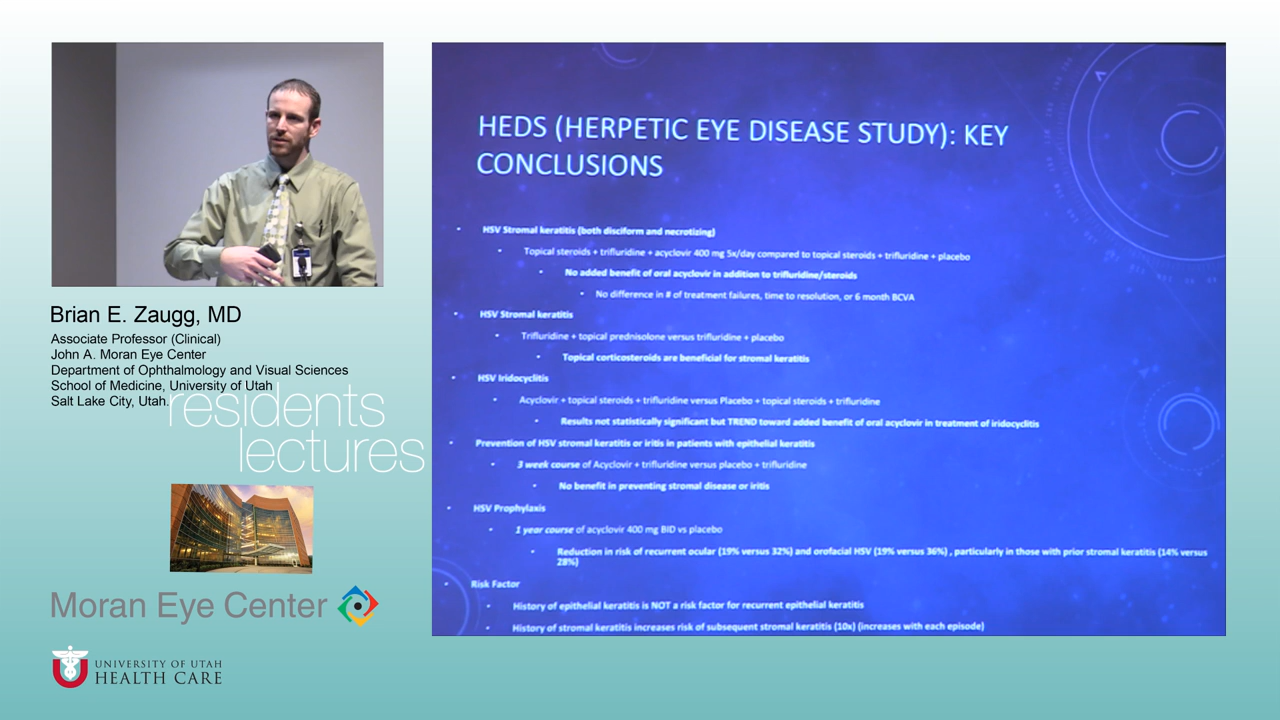 HEDS (HERPETIC EYE DISEASE STUDY): KEY
CONCLUSIONS
• HSV Stromal keratitis (both disciform and necrotizing)
• Topical steroids + trifluridine + acyclovir 400 mg 5x/day compared to topical steroids + trifluridine + placebo
• No added benefit of oral acyclovir in addition to trifluridine/steroids
• No difference in # of treatment failures, time to resolution, or 6 month BCVA
• HSV Stromal keratitis
• Trifluridine + topical prednisolone versus trifluridine + placebo
• Topical corticosteroids are beneficial for stromal keratitis
• HSV Iridocyclitis
• Acyclovir + topical steroids + trifluridine versus Placebo + topical steroids + trifluridine
• Results not statistically significant but TREND toward added benefit of oral acyclovir in treatment of iridocyclitis
• Prevention of HSV stromal keratitis or iritis in patients with epithelial keratitis
• 3 week course of Acyclovir + trifluridine versus placebo + trifluridine
• No benefit in preventing stromal disease or iritis
• HSV Prophylaxis
• 1 year course of acyclovir 400 mg BID vs placebo
• Reduction in risk of recurrent ocular (19% versus 32%) and orofacial HSV (19% versus 36%) , particularly in those with prior stromal keratitis (14% versus
28%)
• Risk Factor
• History of epithelial keratitis is NOT a risk factor for recurrent epithelial keratitis
• History of stromal keratitis increases risk of subsequent stromal keratitis (10x) (increases with each episode)
Brian E. Zaugg, MD
Associate Professor (Clinical)
John A. Moran Eye Center
Department of Ophthalmology and Visual Sciences
School of Medicine, University of Utah
Salt Lake City, Utah.
residents
lectures
Moran Eye Center
UNIVERSITY OF UTAH
HEALTH CARE